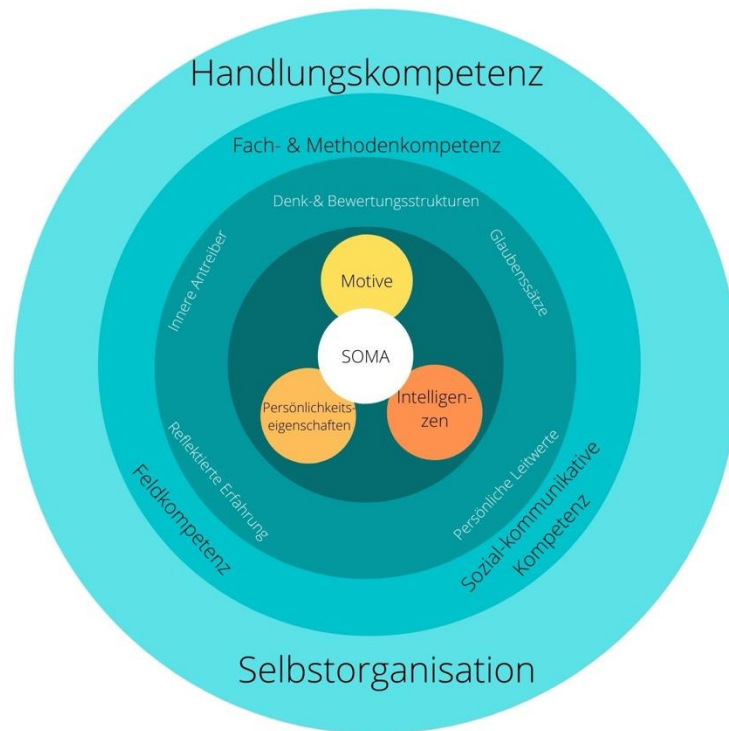 Handlungskompetenz
Fach- & Methodenkompetenz
Denk-& Bewertungsstrukturen
Innere Antreiber
Glaubenssätze
Motive
SOMA
Persönlichkeits-
eigenschaften
Intelligen-
zen
Reflektierte Erfahrung
Persönliche Leitwerte
Feldkompetenz
Sozial-kommunikative
Kompetenz
Selbstorganisation